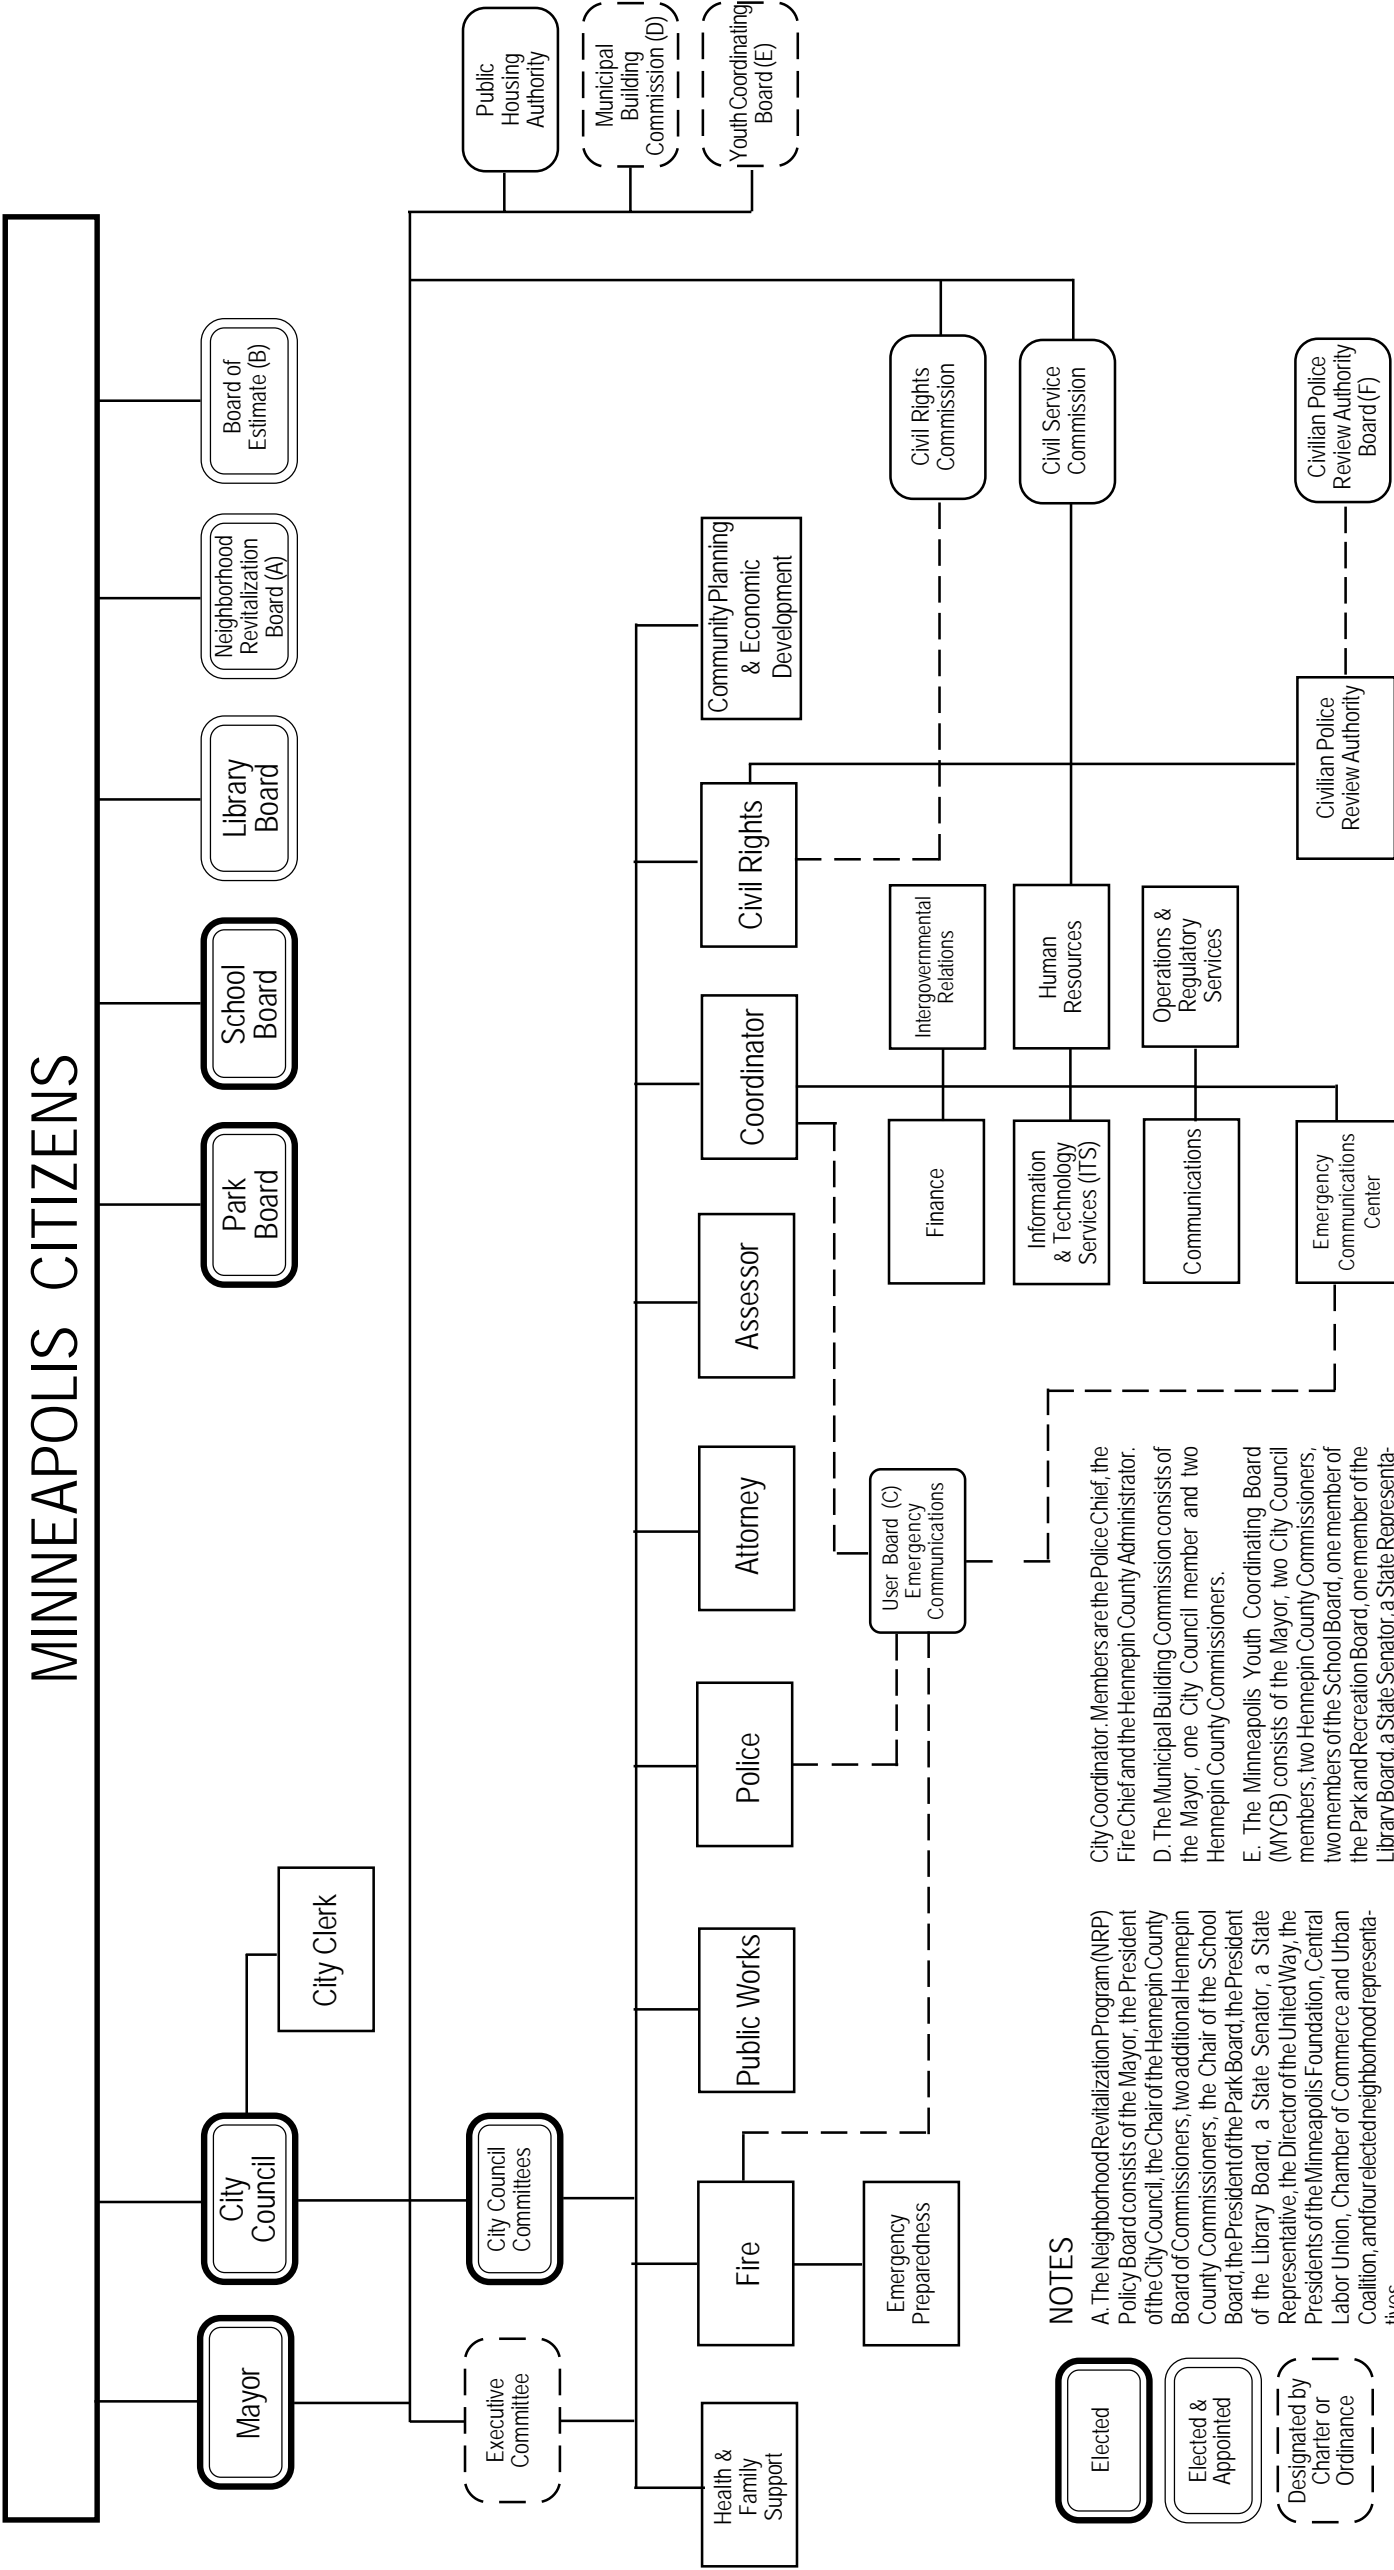 MINNEAPOLIS CITIZENS
Mayor
City
Council
City Clerk
Park
Board
School
Board
Library
Board
Neighborhood
Revitalization
Board (A)
Board of
Estimate (B)
Executive
Committee
City Council
Committees
Public
Housing
Authority
Municipal
Building
Commission (D)
Youth Coordinating
Board (E)
Health &
Family
Support
Fire
Public Works
Police
Attorney
Assessor
Coordinator
Civil Rights
Community Planning
& Economic
Development
Emergency
Preparedness
User Board (C)
Emergency
Communications
Finance
Intergovernmental
Relations
Civil Rights
Commission
Information
& Technology
Services (ITS)
Human
Resources
Civil Service
Commission
Communications
Operations &
Regulatory
Services
Emergency
Communications
Center
Civilian Police
Review Authority
Civilian Police
Review Authority
Board (F)
Elected
Elected &
Appointed
Designated by
Charter or
Ordinance
NOTES
A. The Neighborhood Revitalization Program (NRP)
Policy Board consists of the Mayor, the President
of the City Council, the Chair of the Hennepin County
Board of Commissioners, two additional Hennepin
County Commissioners, the Chair of the School
Board, the President of the Park Board, the President
of the Library Board, a State Senator, a State
Representative, the Director of the United Way, the
Presidents of the Minneapolis Foundation, Central
Labor Union, Chamber of Commerce and Urban
Coalition, and four elected neighborhood representa-
City Coordinator. Members are the Police Chief, the
Fire Chief and the Hennepin County Administrator.
D. The Municipal Building Commission consists of
the Mayor, one City Council member and two
Hennepin County Commissioners.
E. The Minneapolis Youth Coordinating Board
(MYCB) consists of the Mayor, two City Council
members, two Hennepin County Commissioners,
two members of the School Board, one member of
the Park and Recreation Board, one member of the
Library Board, a State Senator, a State Representa-